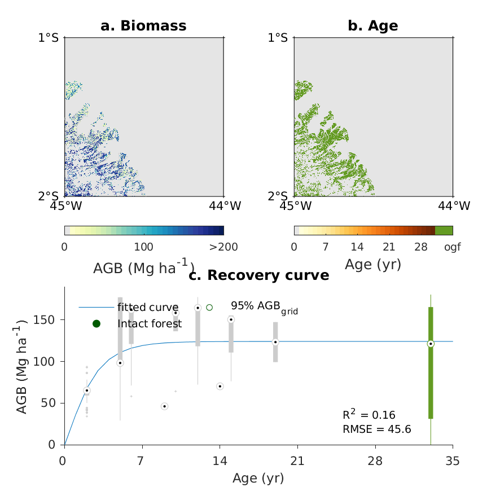 a. Biomass
b. Age
1°S
1°S
2°S
2°S
45°W
44°W
45°W
44°W
0
100
>200
0 7 14 21 28 ogf
AGB (Mg ha⁻¹)
Age (yr)
c. Recovery curve
fitted curve
95% AGB_grid
Intact forest
150
100
50
0
AGB (Mg ha⁻¹)
R² = 0.16
RMSE = 45.6
0 7 14 21 28 35
Age (yr)